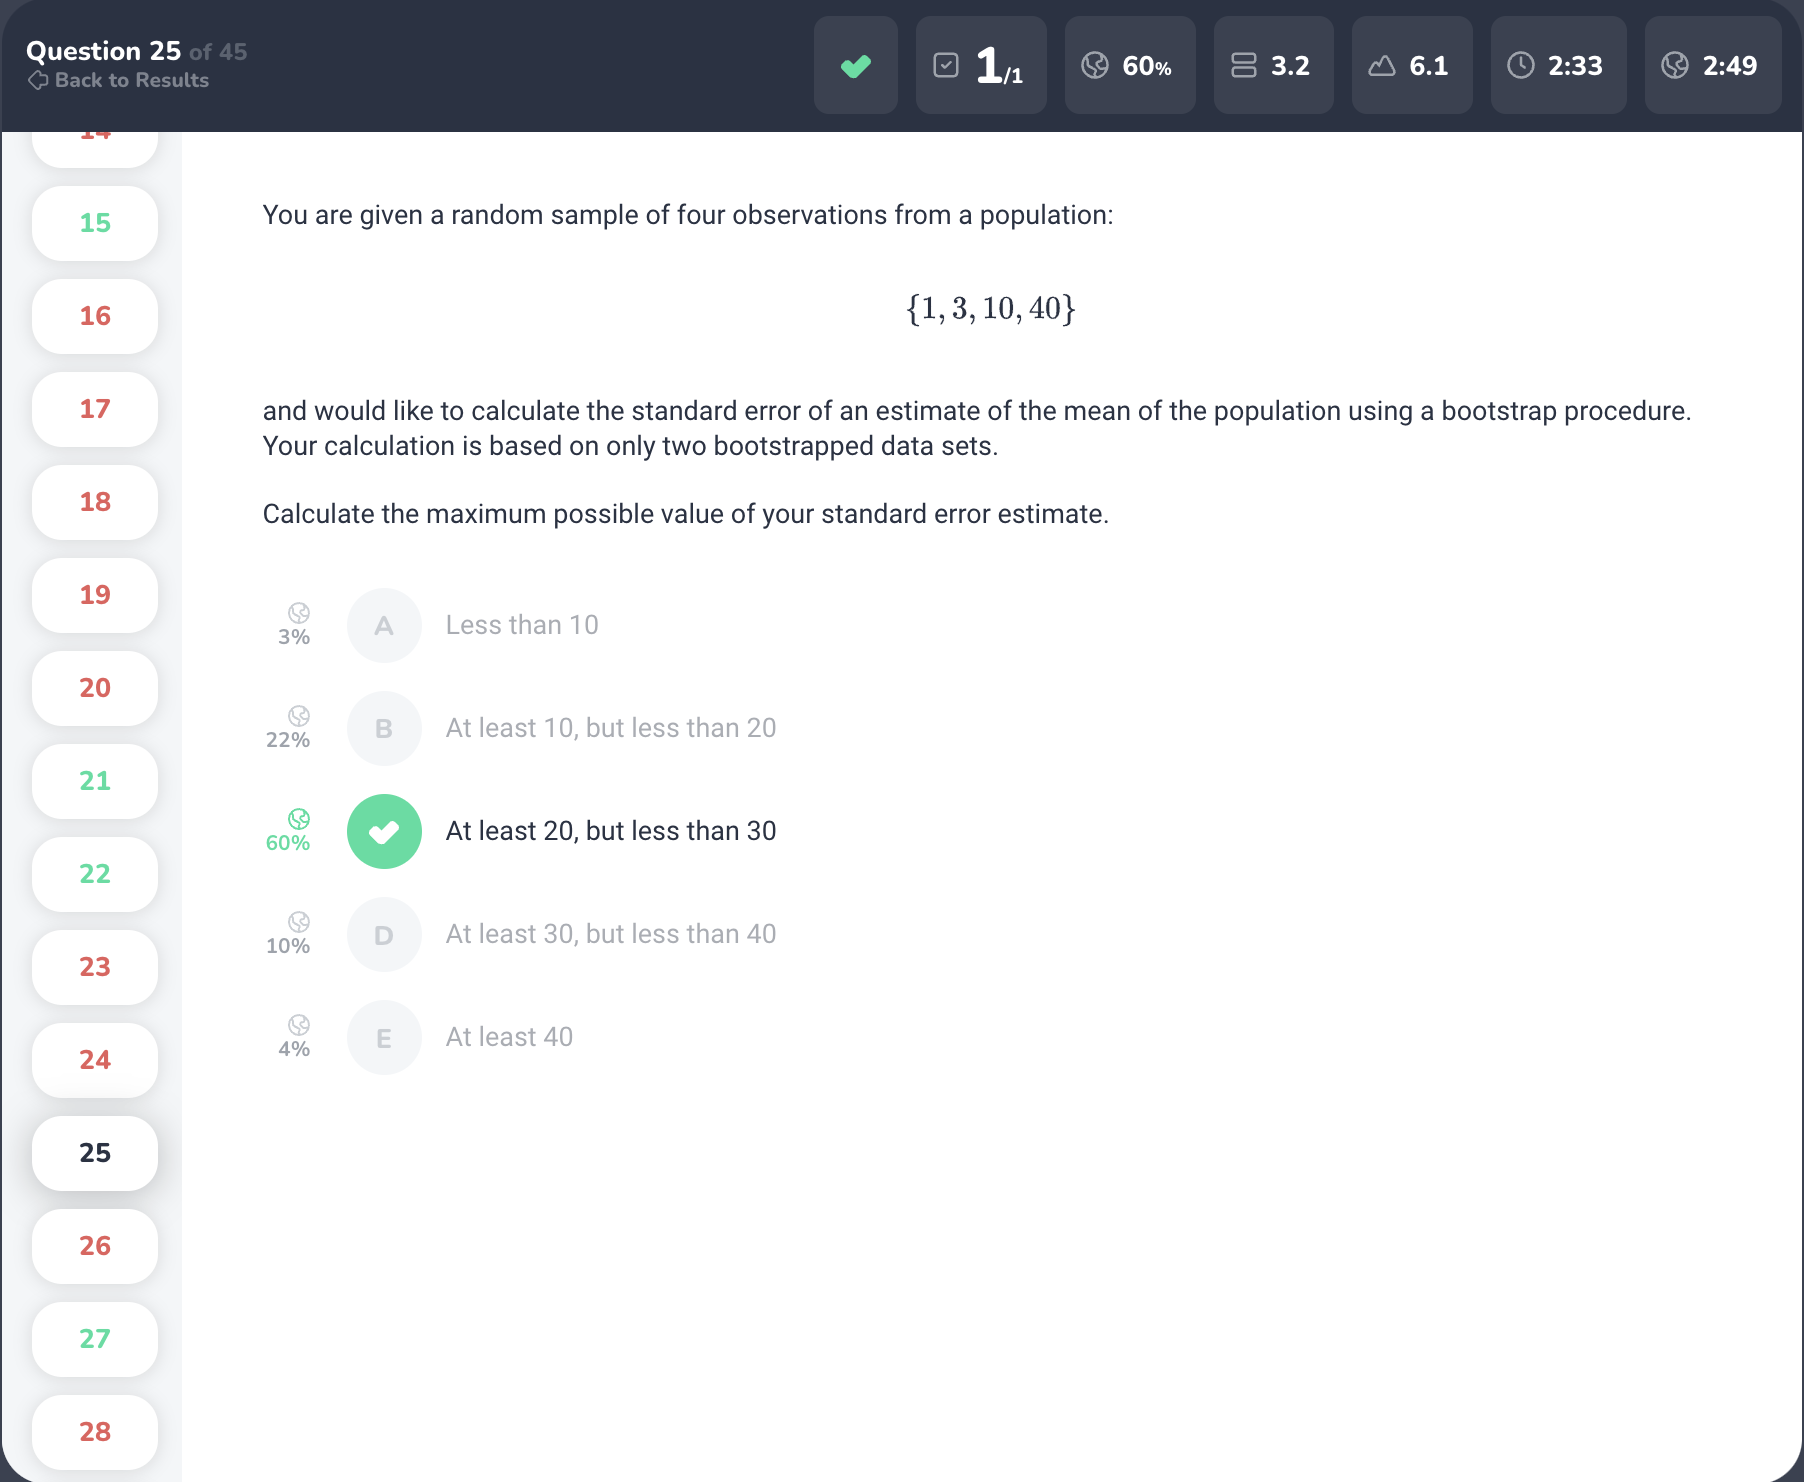 Question 25 of 45
Back to Results
1/1
60%
3.2
6.1
2:33
2:49
14
15
16
17
18
19
20
21
22
23
24
25
26
27
28
You are given a random sample of four observations from a population:
{1, 3, 10, 40}
and would like to calculate the standard error of an estimate of the mean of the population using a bootstrap procedure.
Your calculation is based on only two bootstrapped data sets.
Calculate the maximum possible value of your standard error estimate.
3% A Less than 10
22% B At least 10, but less than 20
60% At least 20, but less than 30
10% D At least 30, but less than 40
4% E At least 40